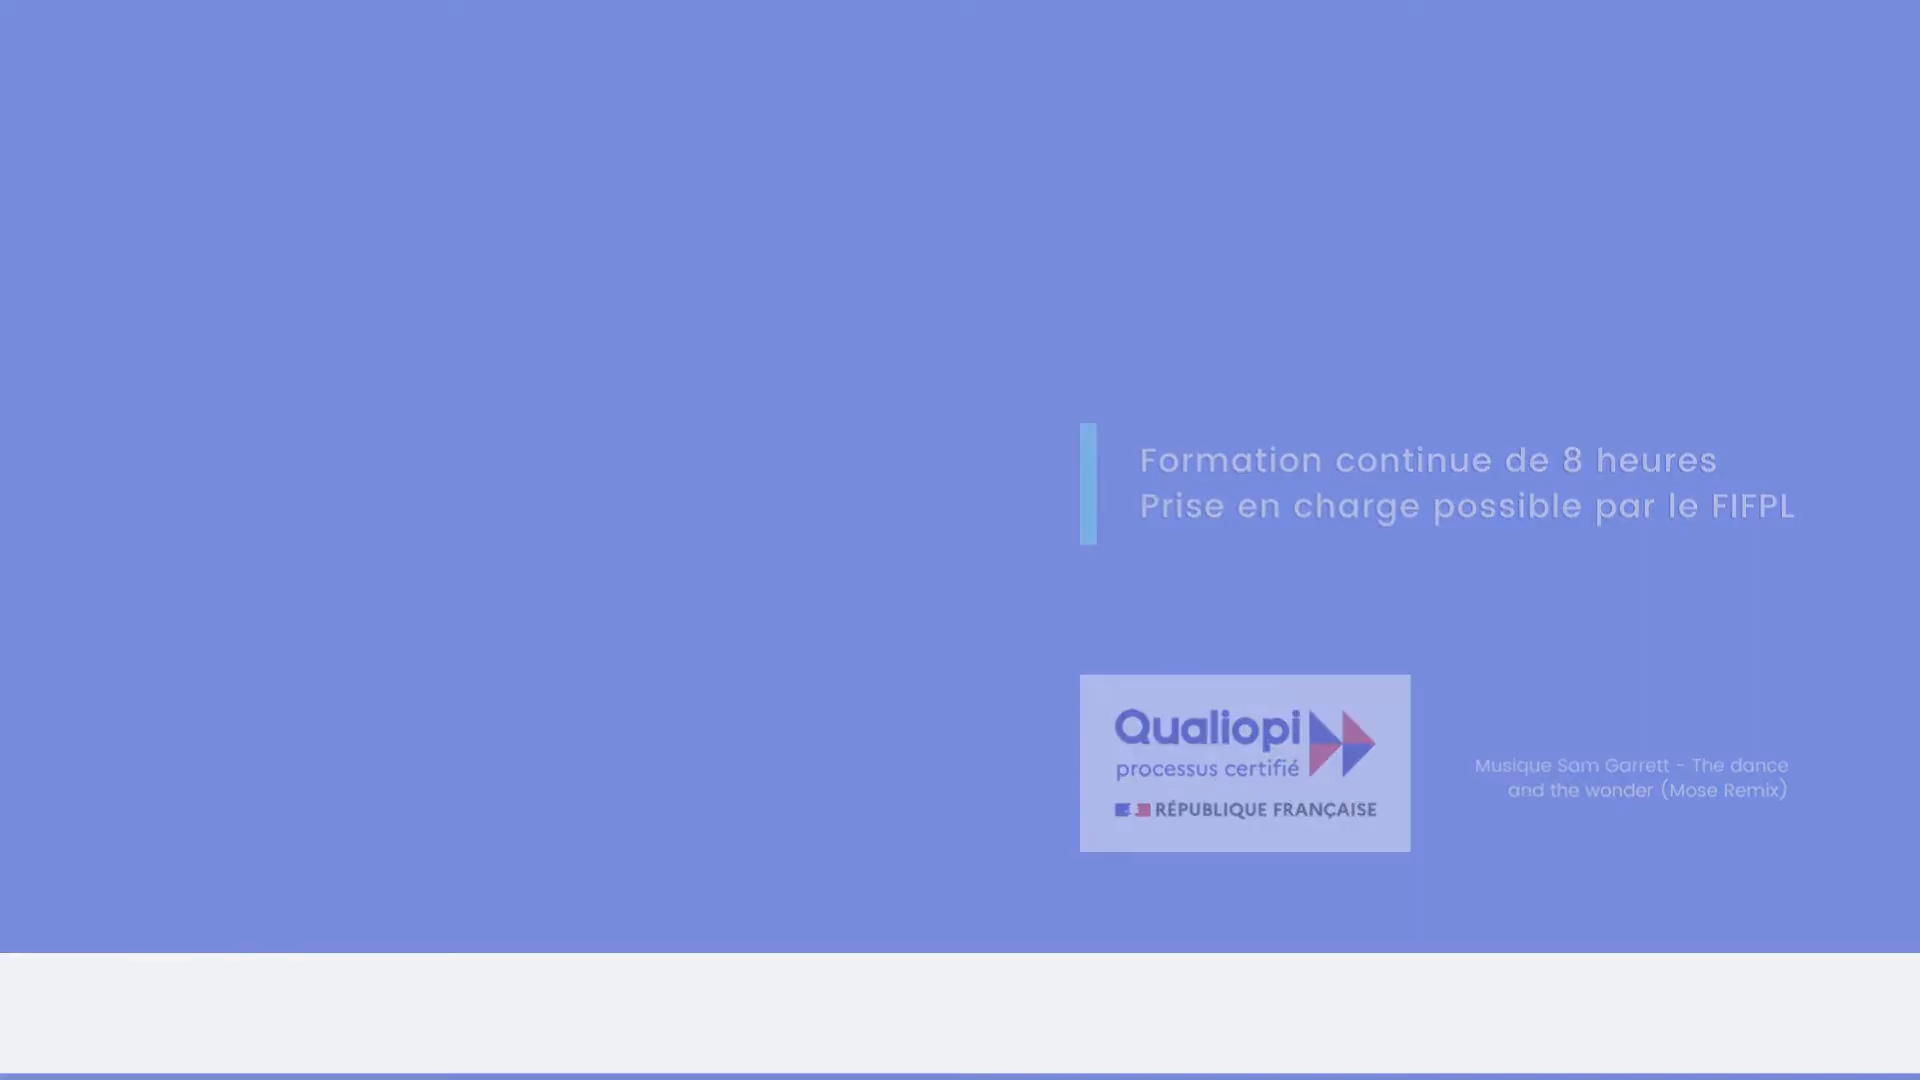 Formation continue de 8 heures
Prise en charge possible par le FIFPL
Qualiopi
processus certifié
RÉPUBLIQUE FRANÇAISE
Musique Sam Garrett - The dance
and the wonder (Mose Remix)